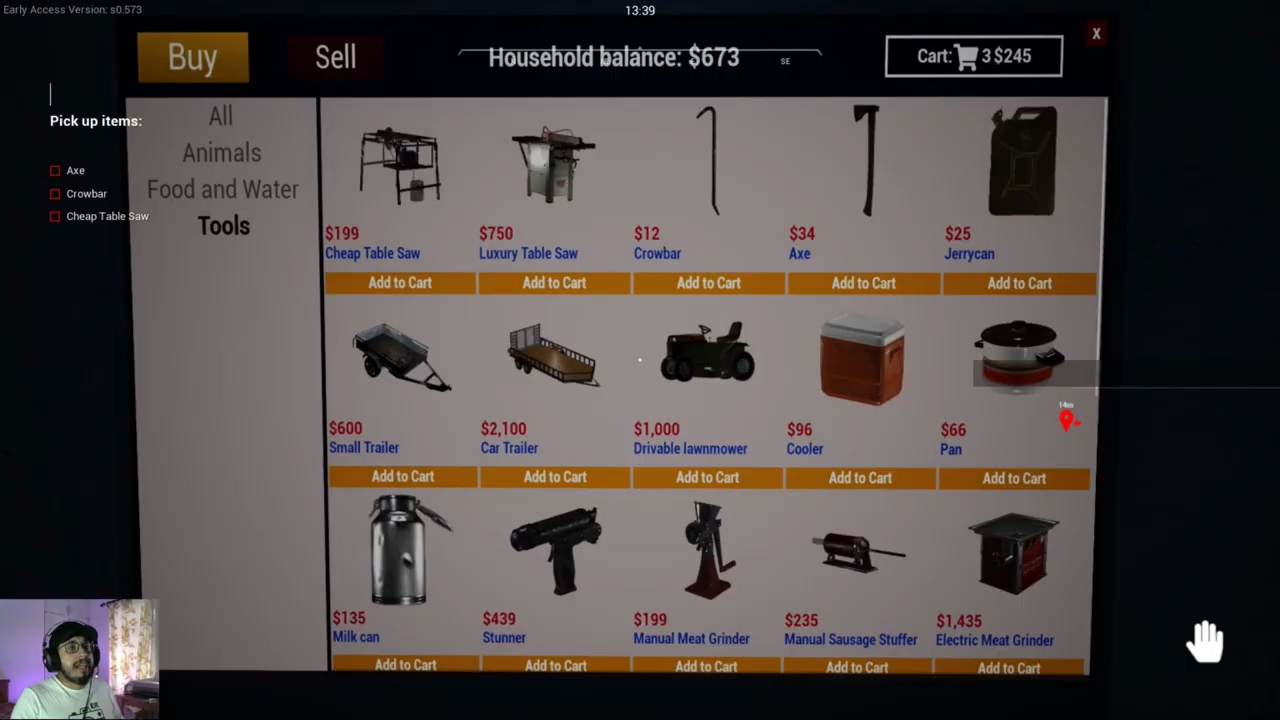 Early Access Version: s0.573
13:39
Buy
Sell
Household balance: $673
SE
Cart: 3 $245
X
Pick up items:
Axe
Crowbar
Cheap Table Saw
All
Animals
Food and Water
Tools
$199
Cheap Table Saw
Add to Cart
$750
Luxury Table Saw
Add to Cart
$12
Crowbar
Add to Cart
$34
Axe
Add to Cart
$25
Jerrycan
Add to Cart
$600
Small Trailer
Add to Cart
$2,100
Car Trailer
Add to Cart
$1,000
Drivable lawnmower
Add to Cart
$96
Cooler
Add to Cart
$66
Pan
Add to Cart
14m
$135
Milk can
Add to Cart
$439
Stunner
Add to Cart
$199
Manual Meat Grinder
Add to Cart
$235
Manual Sausage Stuffer
Add to Cart
$1,435
Electric Meat Grinder
Add to Cart